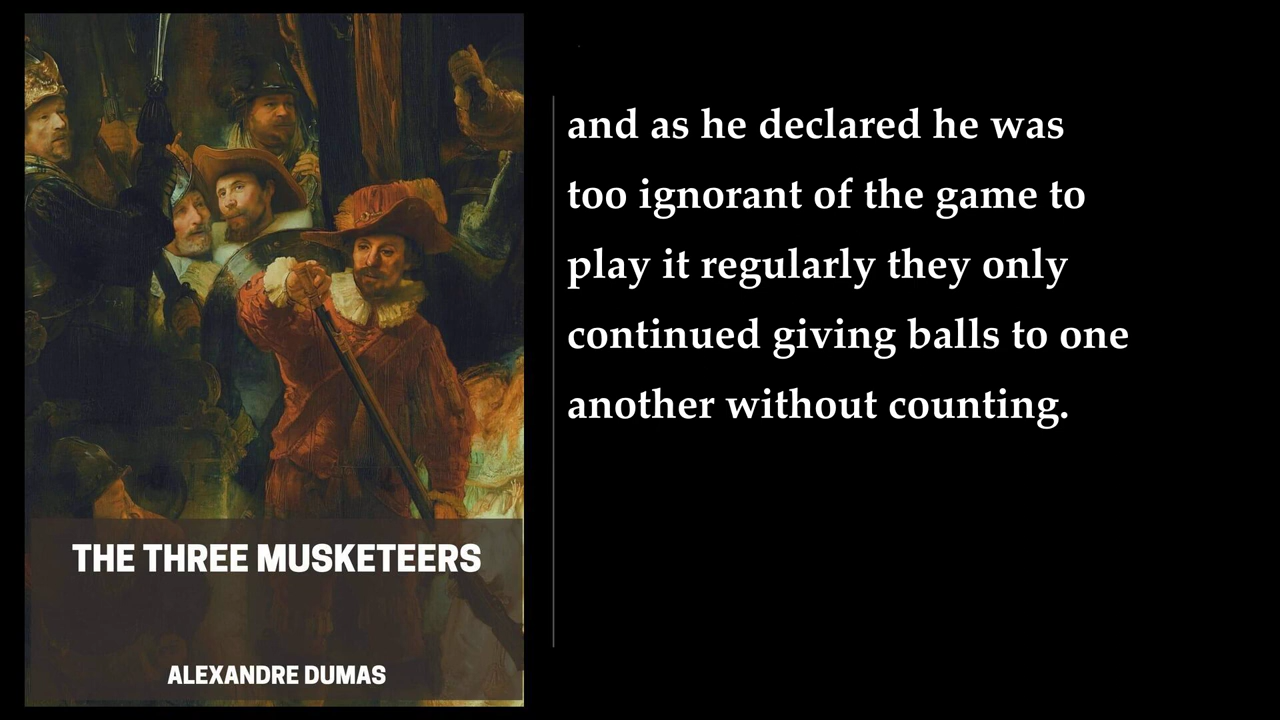 and as he declared he was
too ignorant of the game to
play it regularly they only
continued giving balls to one
another without counting.
THE THREE MUSKETEERS
ALEXANDRE DUMAS